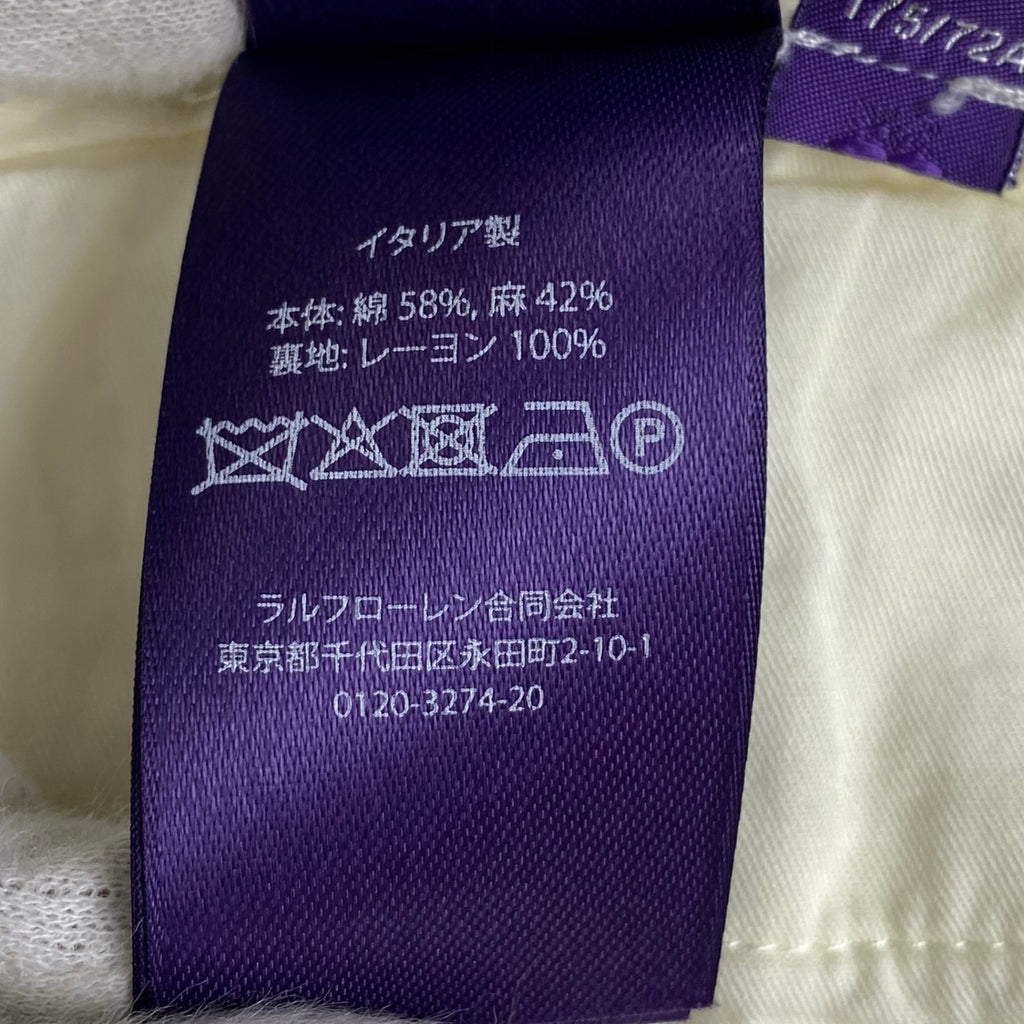 175/72A
イタリア製
本体: 綿 58%, 麻 42%
裏地: レーヨン 100%
P
ラルフローレン合同会社
東京都千代田区永田町2-10-1
0120-3274-20